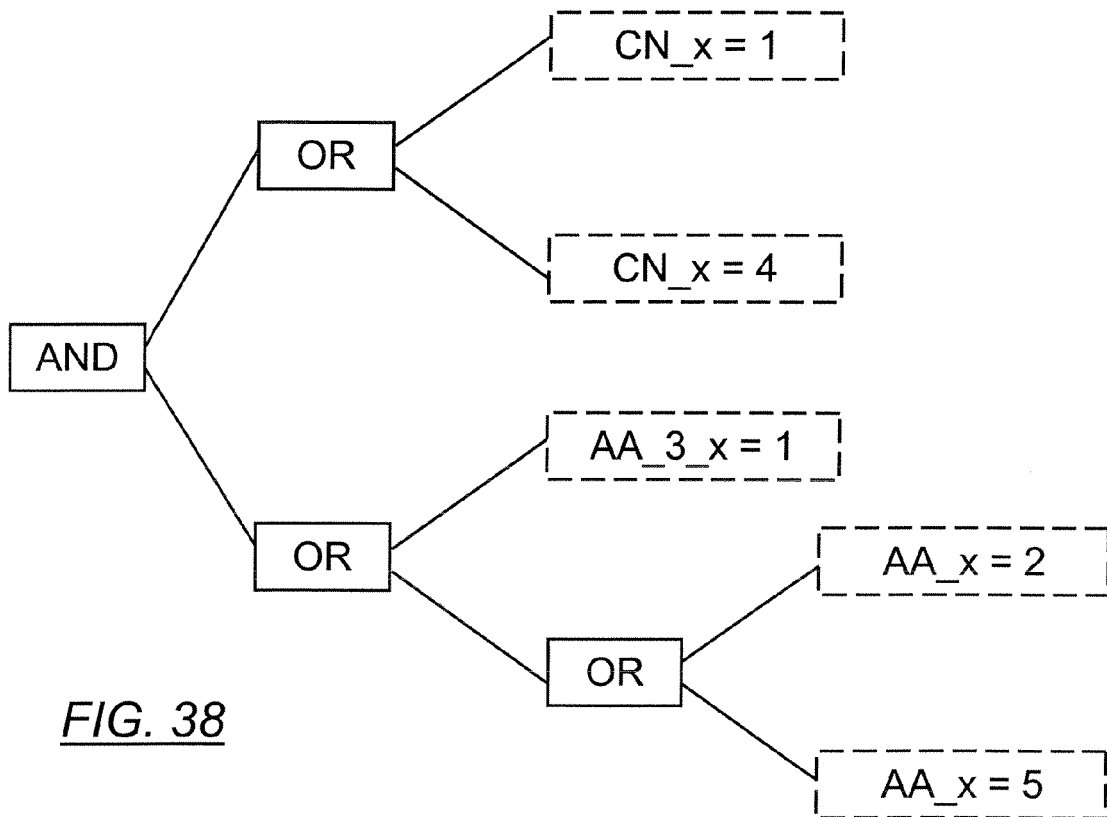 CN_x = 1
OR
CN_x = 4
AND
AA_3_x = 1
OR
AA_x = 2
OR
AA_x = 5
FIG. 38